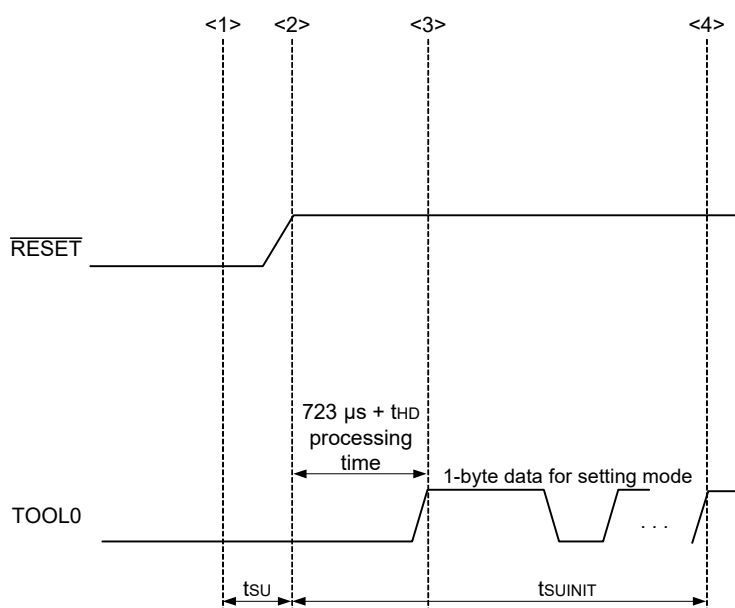 <1> <2> <3> <4>
RESET
723 µs + tHD
processing
time
1-byte data for setting mode
TOOL0
. . .
tSU tSUINIT